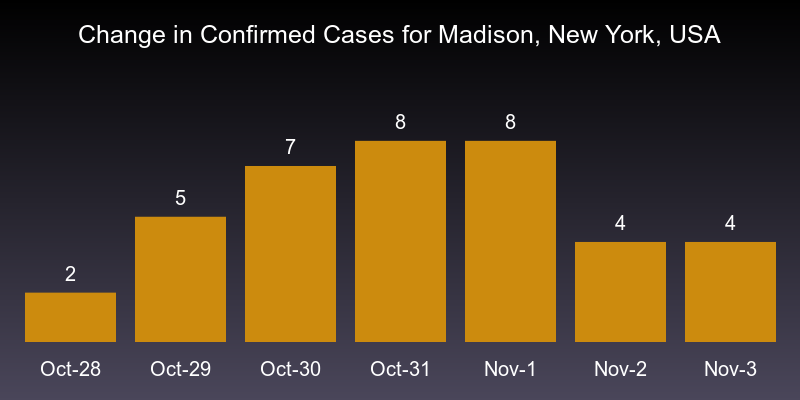 Change in Confirmed Cases for Madison, New York, USA
2 5 7 8 8 4 4
Oct-28 Oct-29 Oct-30 Oct-31 Nov-1 Nov-2 Nov-3